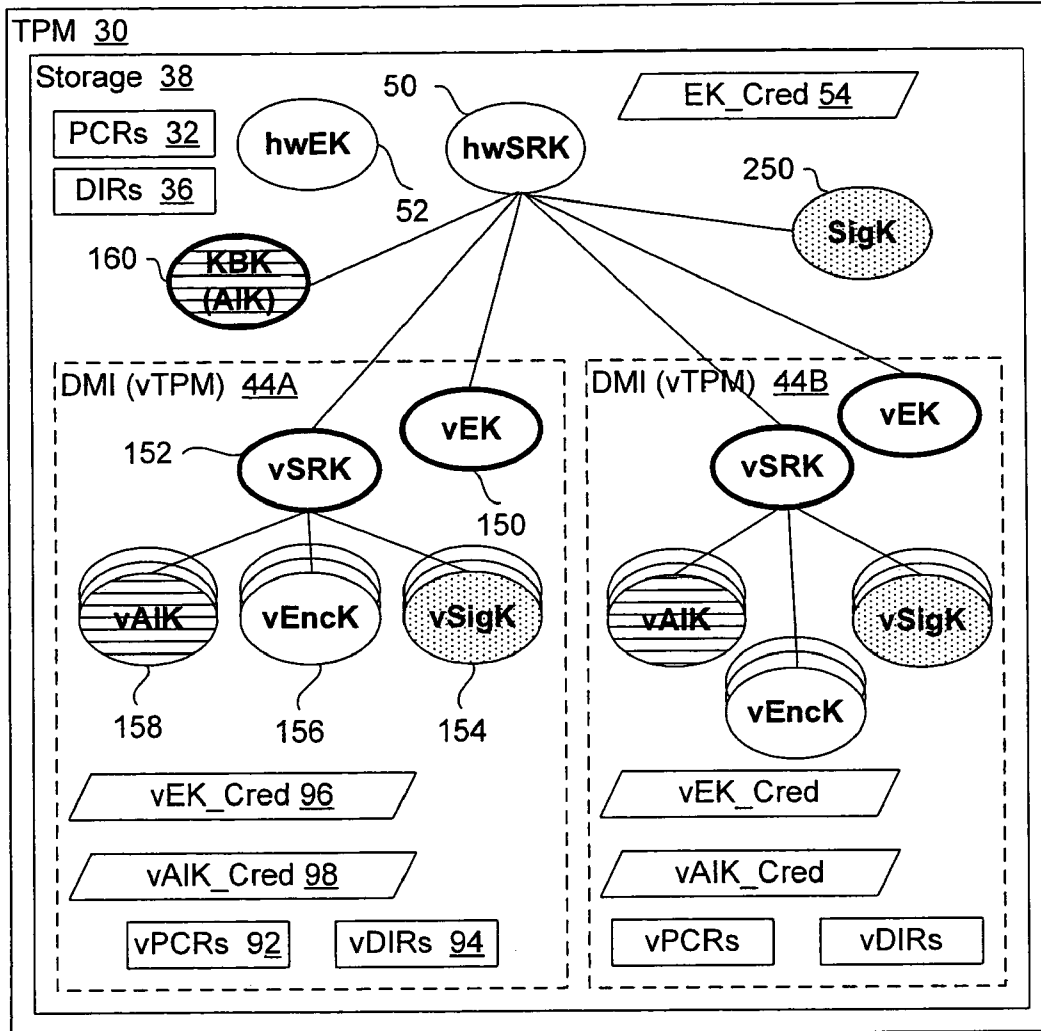 TPM 30
Storage 38
50
EK_Cred 54
PCRs 32
hwEK
hwSRK
DIRs 36
52
250
SigK
160
KBK
(AIK)
DMI (vTPM) 44A
DMI (vTPM) 44B
vEK
vEK
152
vSRK
vSRK
150
vAIK
vEncK
vSigK
vAIK
vSigK
vEncK
158
156
154
vEK_Cred 96
vEK_Cred
vAIK_Cred 98
vAIK_Cred
vPCRs 92
vDIRs 94
vPCRs
vDIRs